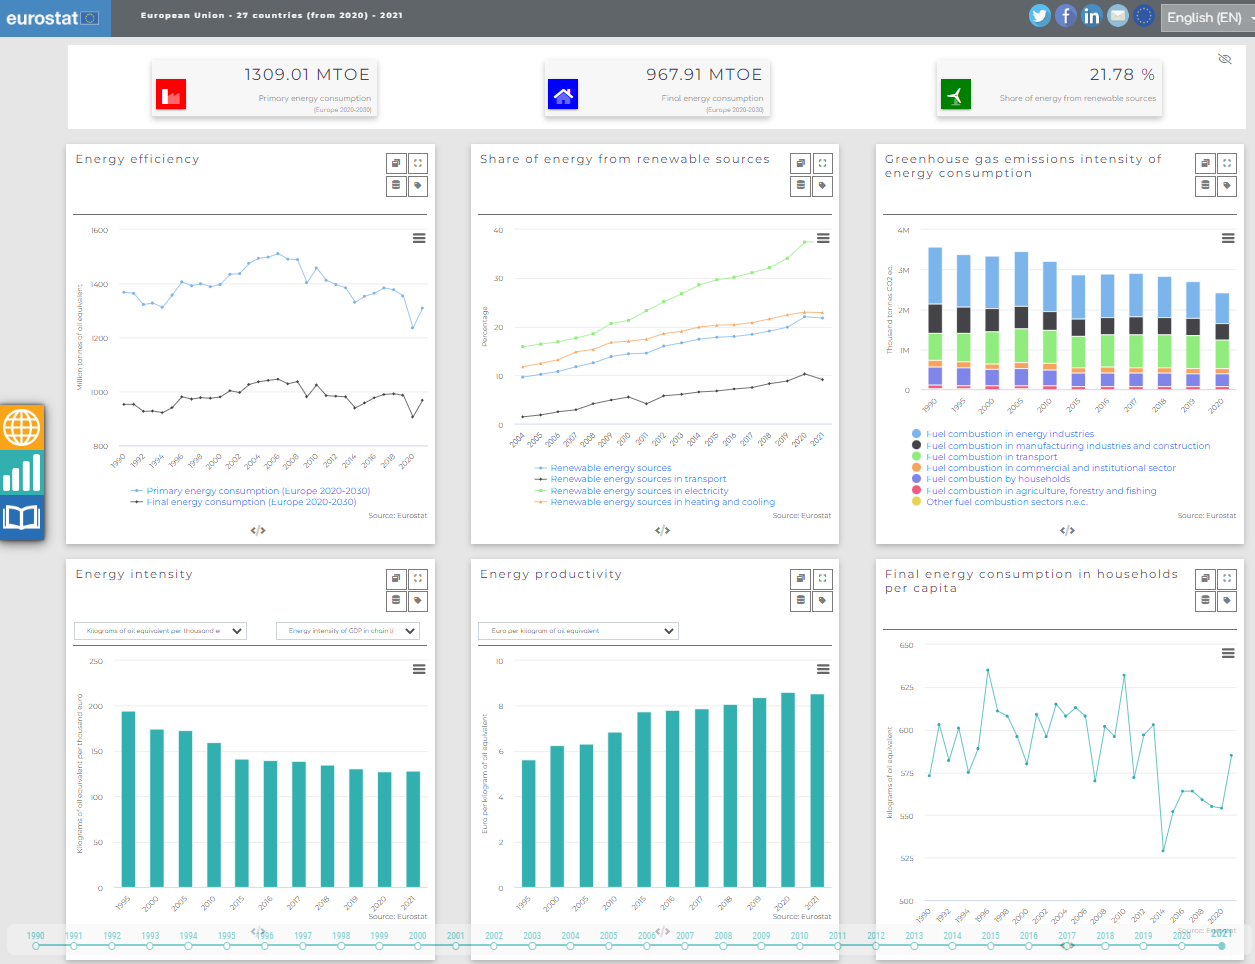 eurostat
European Union - 27 countries (from 2020) - 2021
English (EN)
1309.01 MTOE
Primary energy consumption
(Europe 2020-2030)
967.91 MTOE
Final energy consumption
(Europe 2020-2030)
21.78 %
Share of energy from renewable sources
Energy efficiency
1600
1400
1200
1000
800
Million tonnes of oil equivalent
1990 1992 1994 1996 1998 2000 2002 2004 2006 2008 2010 2012 2014 2016 2018 2020
Primary energy consumption (Europe 2020-2030)
Final energy consumption (Europe 2020-2030)
Source: Eurostat
</>
Share of energy from renewable sources
40
30
20
10
0
Percentage
2004 2005 2006 2007 2008 2009 2010 2011 2012 2013 2014 2015 2016 2017 2018 2019 2020 2021
Renewable energy sources
Renewable energy sources in transport
Renewable energy sources in electricity
Renewable energy sources in heating and cooling
Source: Eurostat
</>
Greenhouse gas emissions intensity of
energy consumption
4M
3M
2M
1M
0
Thousand tonnes CO2 eq.
1990 1995 2000 2005 2010 2015 2016 2017 2018 2019 2020
Fuel combustion in energy industries
Fuel combustion in manufacturing industries and construction
Fuel combustion in transport
Fuel combustion in commercial and institutional sector
Fuel combustion by households
Fuel combustion in agriculture, forestry and fishing
Other fuel combustion sectors n.e.c.
Source: Eurostat
</>
Energy intensity
Kilograms of oil equivalent per thousand e
Energy intensity of GDP in chain li
250
200
150
100
50
0
Kilograms of oil equivalent per thousand euro
1995 2000 2005 2010 2015 2016 2017 2018 2019 2020 2021
Source: Eurostat
</>
Energy productivity
Euro per kilogram of oil equivalent
10
8
6
4
2
0
Euro per kilogram of oil equivalent
1995 2000 2005 2010 2015 2016 2017 2018 2019 2020 2021
Source: Eurostat
</>
Final energy consumption in households
per capita
650
625
600
575
550
525
500
kilograms of oil equivalent
1990 1992 1994 1996 1998 2000 2002 2004 2006 2008 2010 2012 2014 2016 2018 2020
Source: Eurostat
</>
1990 1991 1992 1993 1994 1995 1996 1997 1998 1999 2000 2001 2002 2003 2004 2005 2006 2007 2008 2009 2010 2011 2012 2013 2014 2015 2016 2017 2018 2019 2020 2021